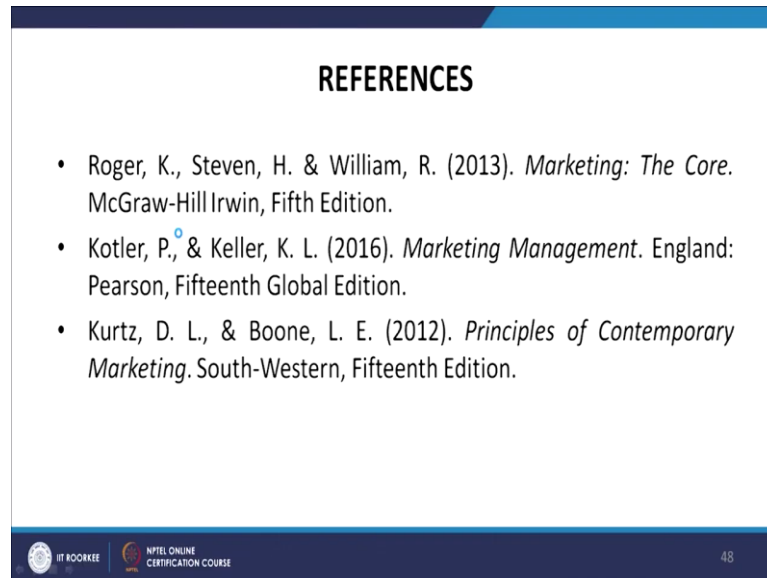 REFERENCES
• Roger, K., Steven, H. & William, R. (2013). Marketing: The Core.
McGraw-Hill Irwin, Fifth Edition.
• Kotler, P., & Keller, K. L. (2016). Marketing Management. England:
Pearson, Fifteenth Global Edition.
• Kurtz, D. L., & Boone, L. E. (2012). Principles of Contemporary
Marketing. South-Western, Fifteenth Edition.
IIT ROORKEE
NPTEL ONLINE
CERTIFICATION COURSE
48